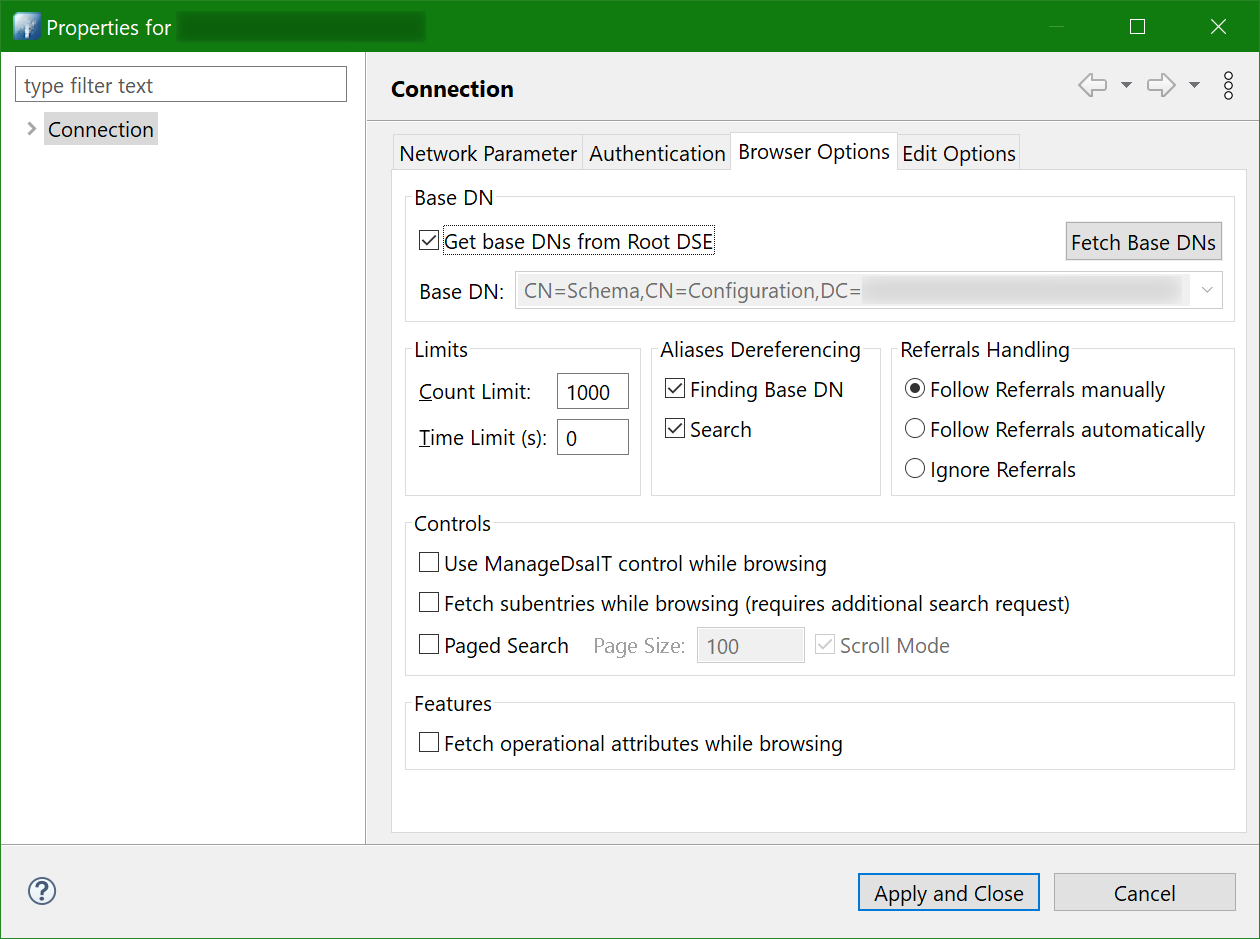 Properties for
type filter text
Connection
Connection
Network Parameter Authentication Browser Options Edit Options
Base DN
Get base DNs from Root DSE Fetch Base DNs
Base DN: CN=Schema,CN=Configuration,DC=
Limits Aliases Dereferencing Referrals Handling
Count Limit: 1000 Finding Base DN Follow Referrals manually
Time Limit (s): 0 Search Follow Referrals automatically
Ignore Referrals
Controls
Use ManageDsaIT control while browsing
Fetch subentries while browsing (requires additional search request)
Paged Search Page Size: 100 Scroll Mode
Features
Fetch operational attributes while browsing
? Apply and Close Cancel